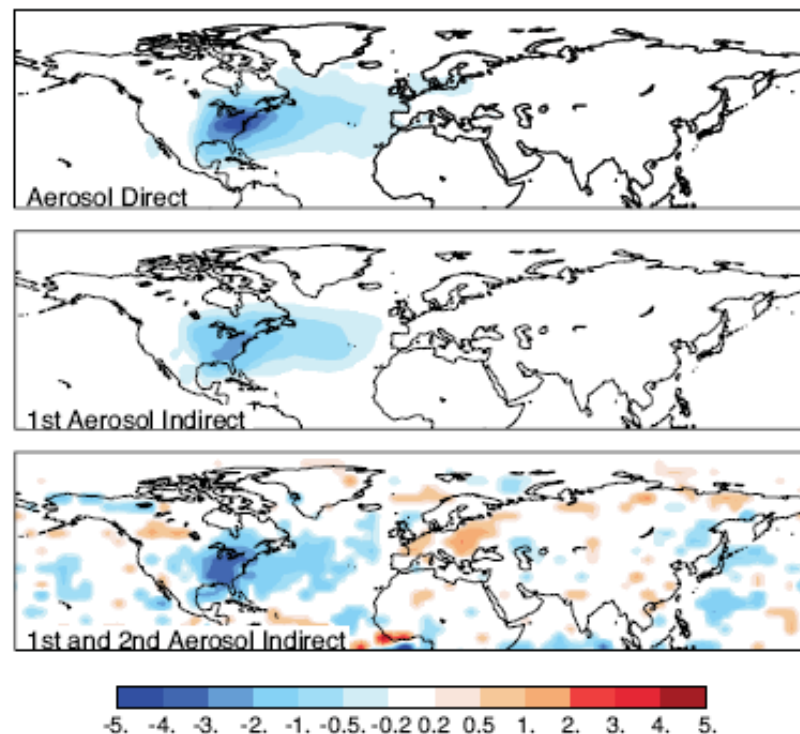 Aerosol Direct
1st Aerosol Indirect
1st and 2nd Aerosol Indirect
-5. -4. -3. -2. -1. -0.5. -0.2 0.2 0.5 1. 2. 3. 4. 5.